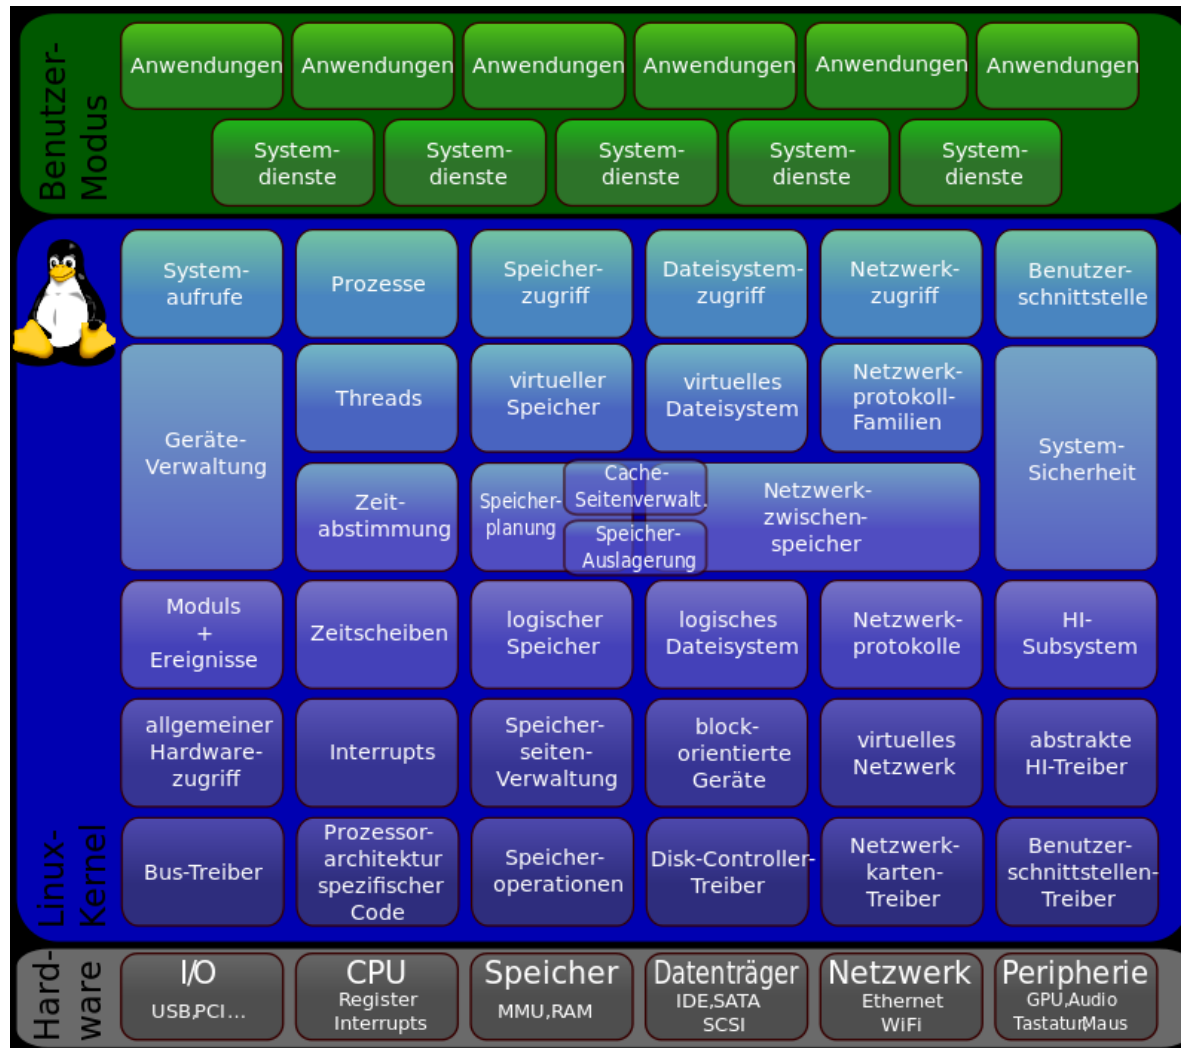 Benutzer-
Modus
Anwendungen
Anwendungen
Anwendungen
Anwendungen
Anwendungen
Anwendungen
System-
dienste
System-
dienste
System-
dienste
System-
dienste
System-
dienste
Linux-
Kernel
System-
aufrufe
Prozesse
Speicher-
zugriff
Dateisystem-
zugriff
Netzwerk-
zugriff
Benutzer-
schnittstelle
Geräte-
Verwaltung
Threads
virtueller
Speicher
virtuelles
Dateisystem
Netzwerk-
protokoll-
Familien
System-
Sicherheit
Zeit-
abstimmung
Speicher-
planung
Cache-
Seitenverwalt.
Speicher-
Auslagerung
Netzwerk-
zwischen-
speicher
Moduls
+
Ereignisse
Zeitscheiben
logischer
Speicher
logisches
Dateisystem
Netzwerk-
protokolle
HI-
Subsystem
allgemeiner
Hardware-
zugriff
Interrupts
Speicher-
seiten-
Verwaltung
block-
orientierte
Geräte
virtuelles
Netzwerk
abstrakte
HI-Treiber
Bus-Treiber
Prozessor-
architektur
spezifischer
Code
Speicher-
operationen
Disk-Controller-
Treiber
Netzwerk-
karten-
Treiber
Benutzer-
schnittstellen-
Treiber
Hard-
ware
I/O
USB,PCI...
CPU
Register
Interrupts
Speicher
MMU,RAM
Datenträger
IDE,SATA
SCSI
Netzwerk
Ethernet
WiFi
Peripherie
GPU,Audio
Tastatur,Maus